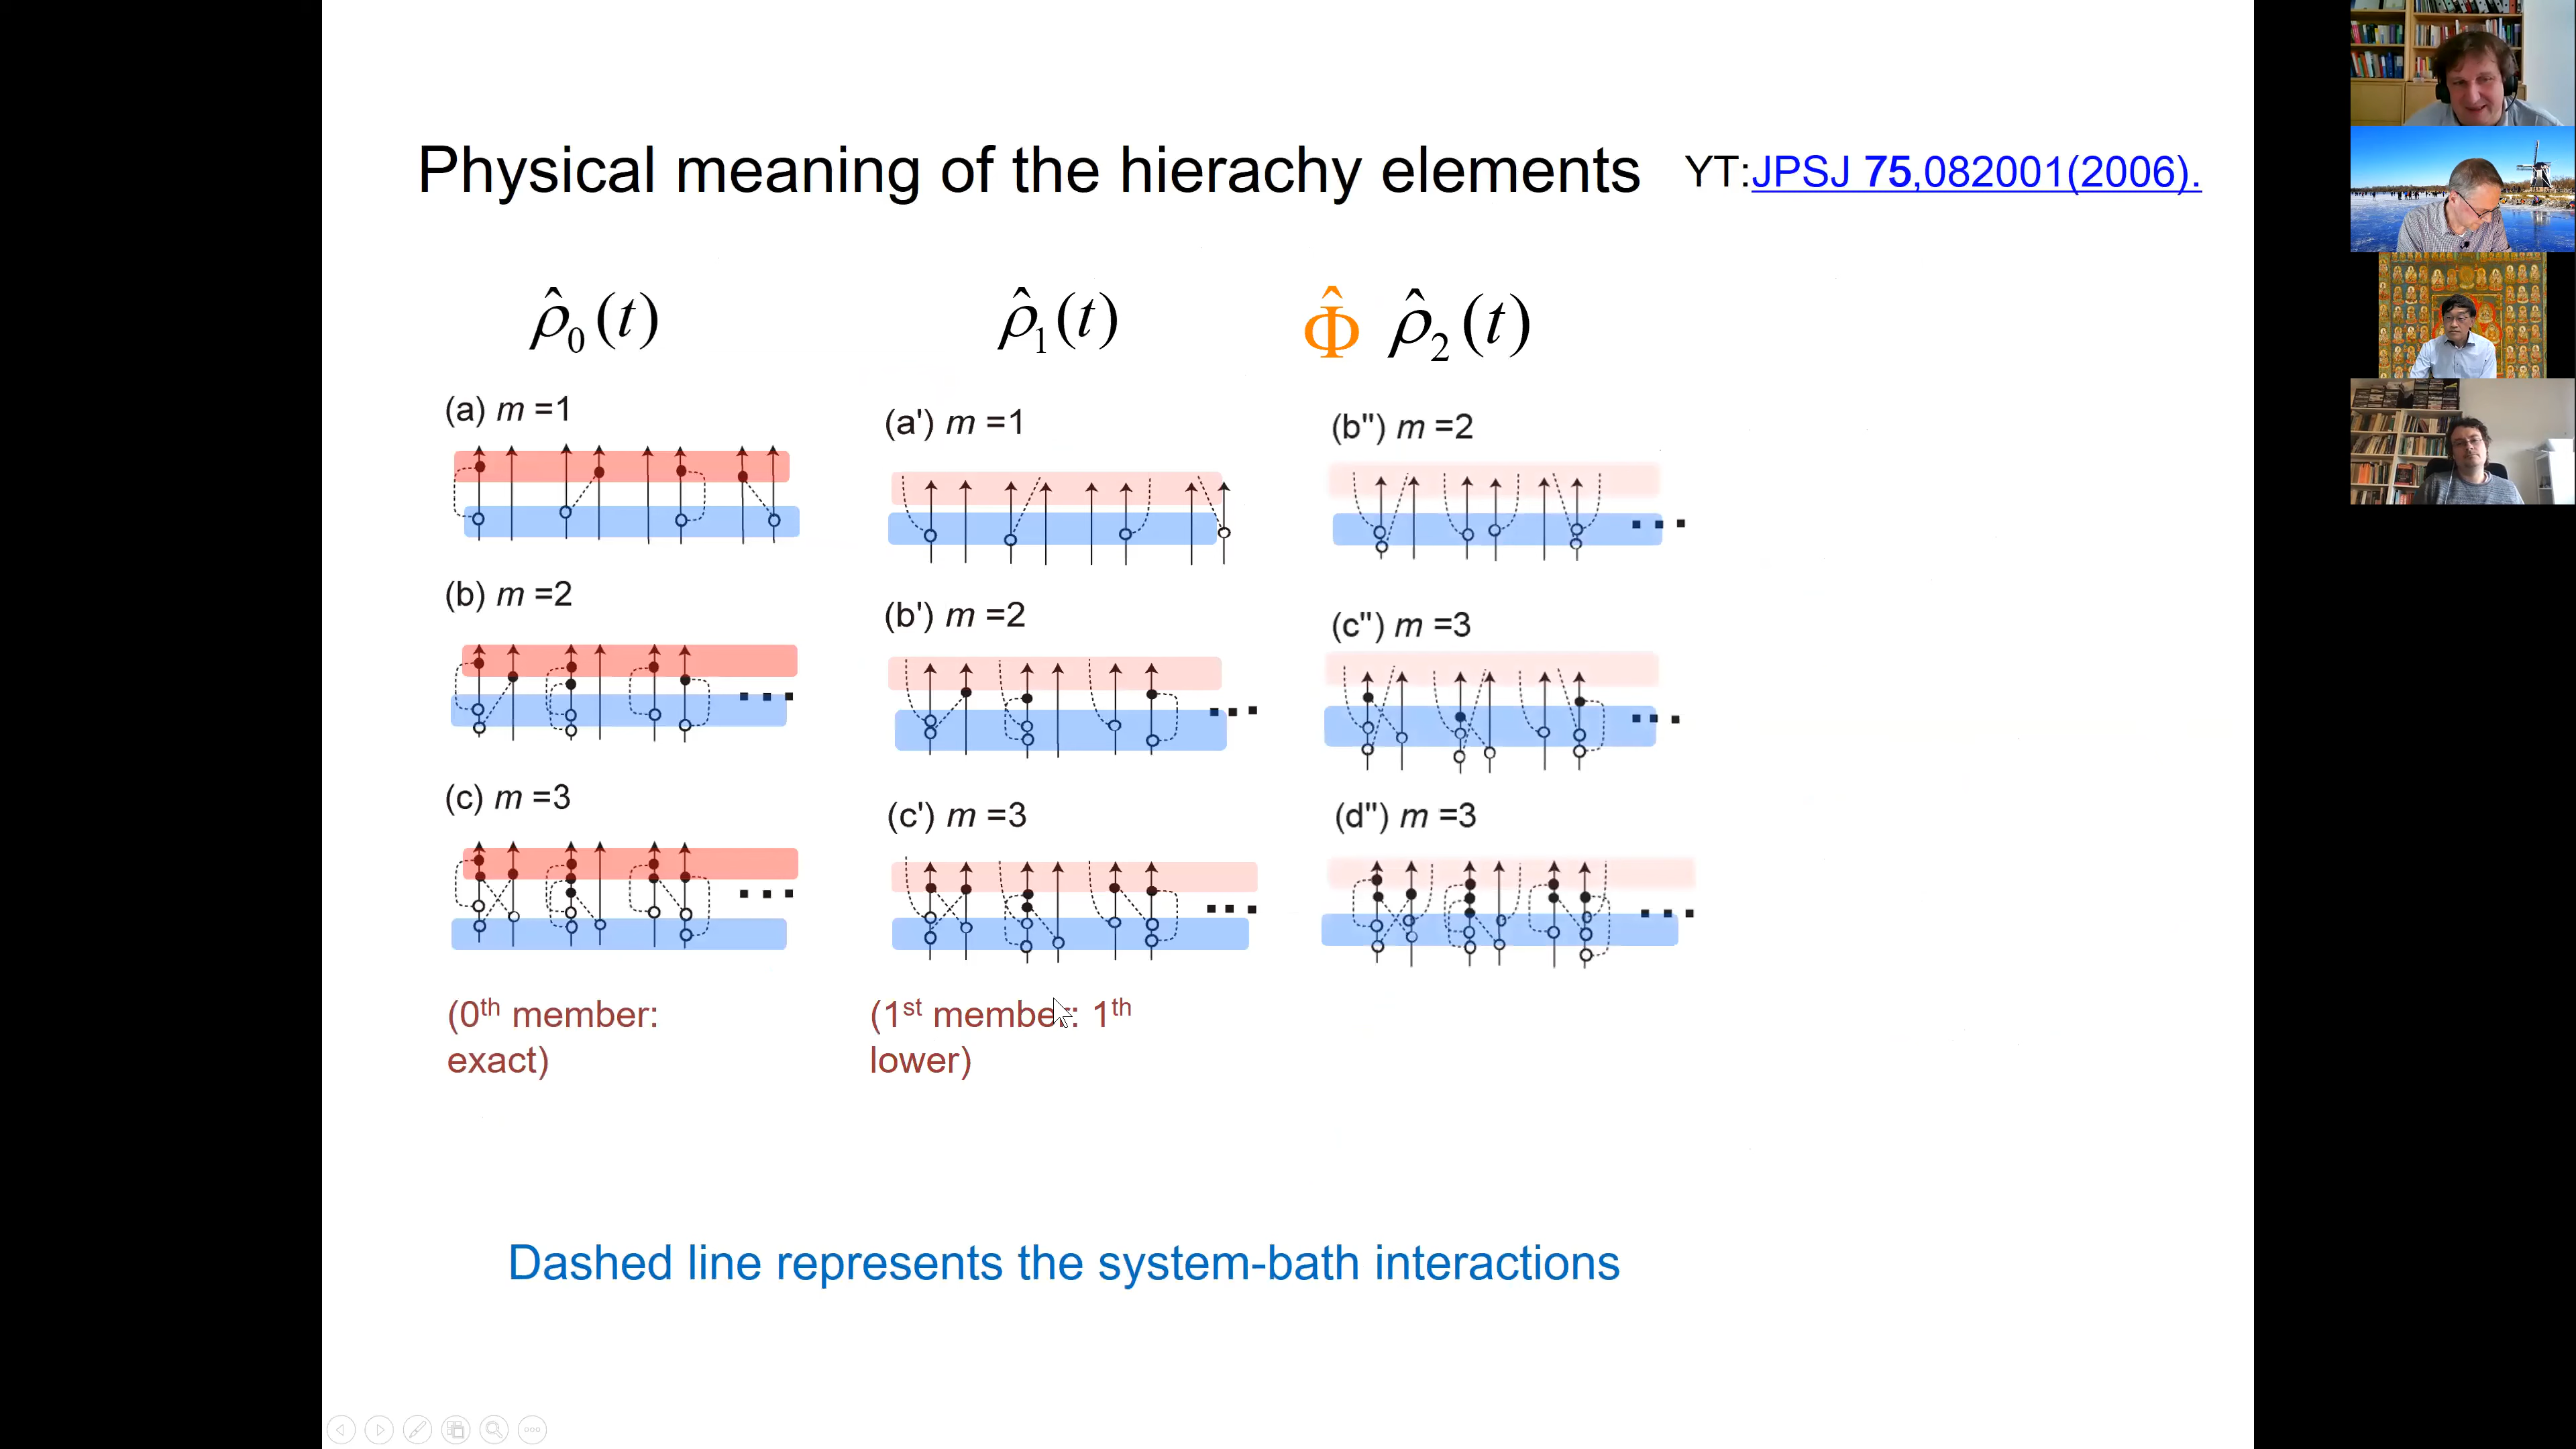 Physical meaning of the hierachy elements YT:JPSJ 75,082001(2006).
ρ̂₀(t) ρ̂₁(t) Φ̂ ρ̂₂(t)
(a) m =1 (a') m =1 (b") m =2
(b) m =2 (b') m =2 (c") m =3
(c) m =3 (c') m =3 (d") m =3
(0th member: exact)
(1st member: 1th lower)
Dashed line represents the system-bath interactions